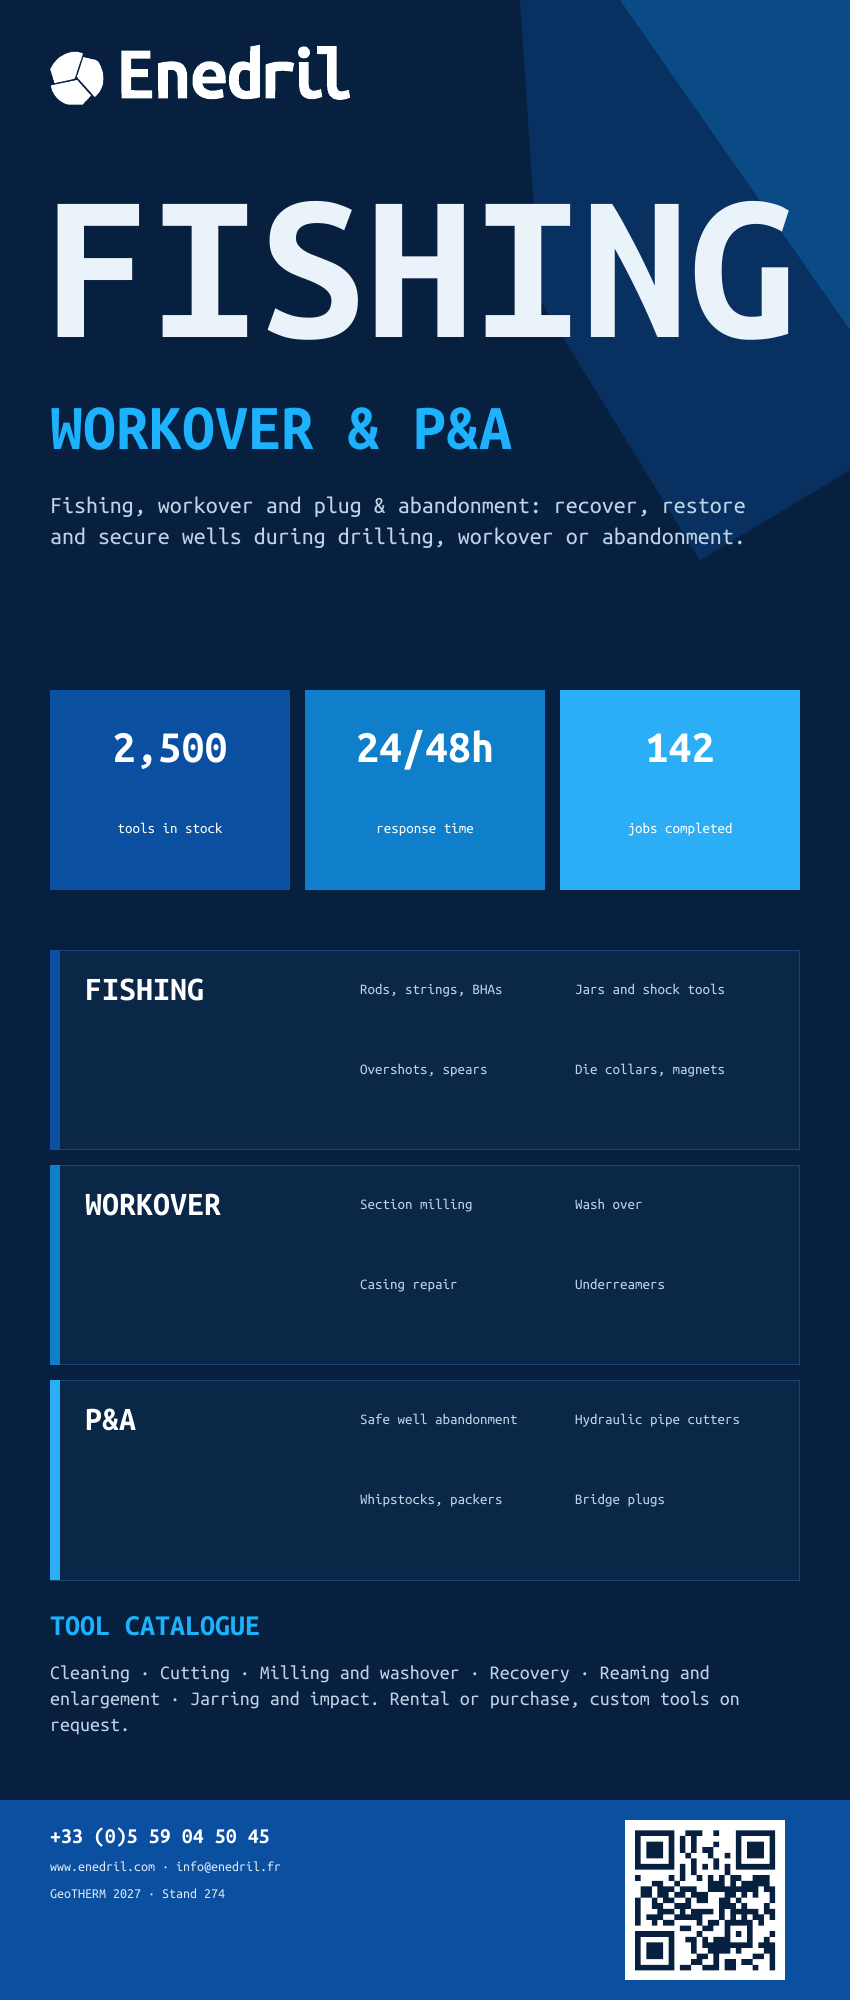 Enedril
FISHING
WORKOVER & P&A
Fishing, workover and plug & abandonment: recover, restore
and secure wells during drilling, workover or abandonment.
2,500
tools in stock
24/48h
response time
142
jobs completed
FISHING
Rods, strings, BHAs
Jars and shock tools
Overshots, spears
Die collars, magnets
WORKOVER
Section milling
Wash over
Casing repair
Underreamers
P&A
Safe well abandonment
Hydraulic pipe cutters
Whipstocks, packers
Bridge plugs
TOOL CATALOGUE
Cleaning · Cutting · Milling and washover · Recovery · Reaming and
enlargement · Jarring and impact. Rental or purchase, custom tools on
request.
+33 (0)5 59 04 50 45
www.enedril.com · info@enedril.fr
GeoTHERM 2027 · Stand 274